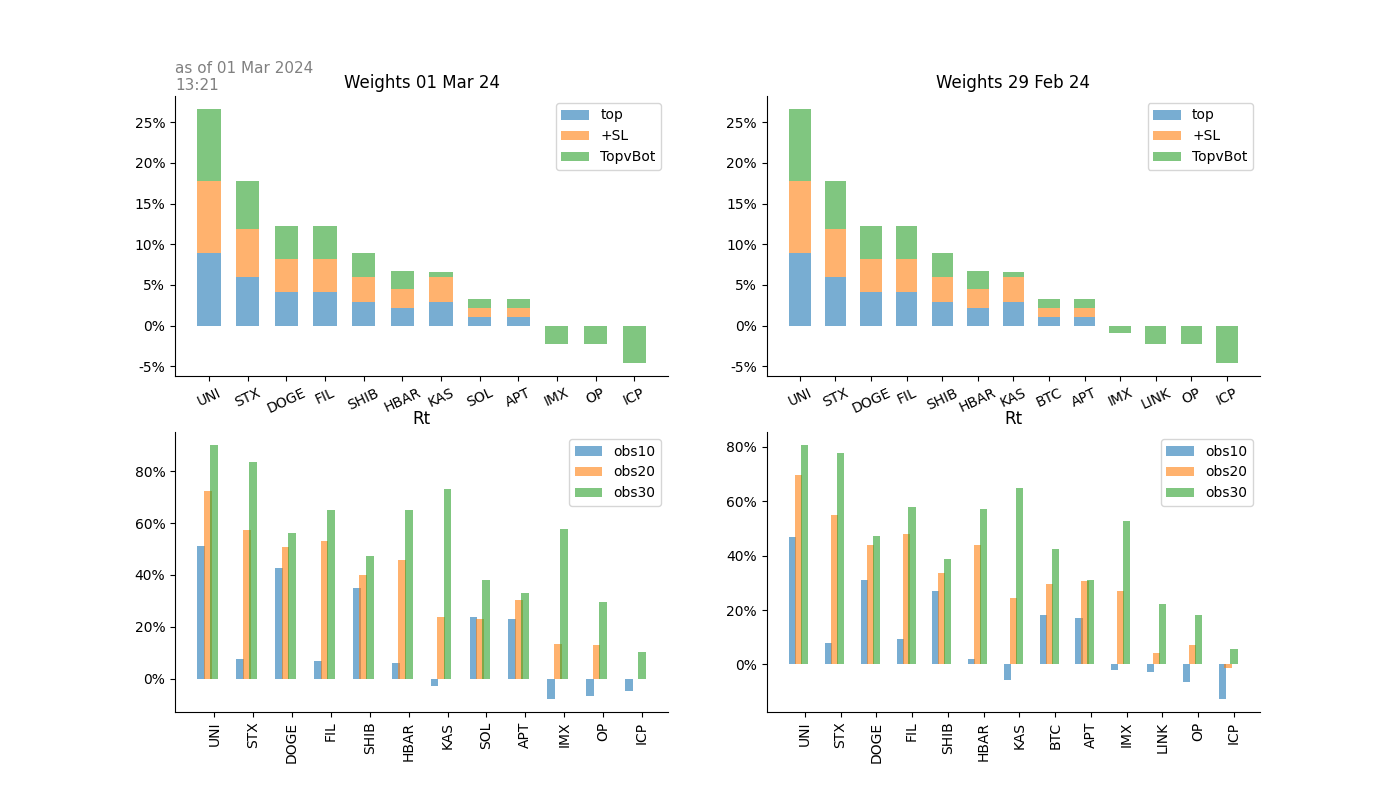 as of 01 Mar 2024
13:21
Weights 01 Mar 24
25%
20%
15%
10%
5%
0%
-5%
top
+SL
TopvBot
UNI STX DOGE FIL SHIB HBAR KAS SOL APT IMX OP ICP
Weights 29 Feb 24
25%
20%
15%
10%
5%
0%
-5%
top
+SL
TopvBot
UNI STX DOGE FIL SHIB HBAR KAS BTC APT IMX LINK OP ICP
Rt
80%
60%
40%
20%
0%
obs10
obs20
obs30
UNI STX DOGE FIL SHIB HBAR KAS SOL APT IMX OP ICP
Rt
80%
60%
40%
20%
0%
obs10
obs20
obs30
UNI STX DOGE FIL SHIB HBAR KAS BTC APT IMX LINK OP ICP